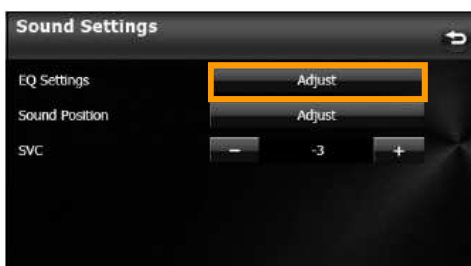 Sound Settings
EQ Settings Adjust
Sound Position Adjust
SVC − -3 +